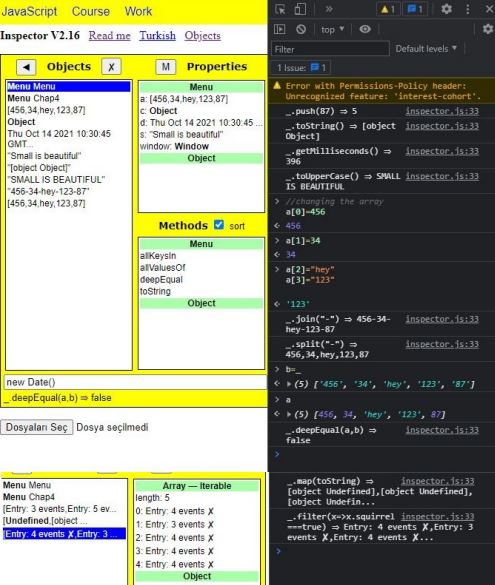 JavaScript Course Work
Inspector V2.16 Read me Turkish Objects
◄ Objects ✗
Menu Menu
Menu Chap4
[456,34,hey,123,87]
Object
Thu Oct 14 2021 10:30:45
GMT...
"Small is beautiful"
"[object Object]"
"SMALL IS BEAUTIFUL"
"456-34-hey-123-87"
[456,34,hey,123,87]
M Properties
Menu
a: [456,34,hey,123,87]
c: Object
d: Thu Oct 14 2021 10:30:45 ...
s: "Small is beautiful"
window: Window
Object
Methods sort
Menu
allKeysIn
allValuesOf
deepEqual
toString
Object
new Date()
_.deepEqual(a,b) ⇒ false
Dosyaları Seç Dosya seçilmedi
Menu Menu
Menu Chap4
[Entry: 3 events,Entry: 5 ev...
[Undefined,[object ...
[Entry: 4 events ✗,Entry: 3 ...
Array — Iterable
length: 5
0: Entry: 4 events ✗
1: Entry: 3 events ✗
2: Entry: 4 events ✗
3: Entry: 4 events ✗
4: Entry: 4 events ✗
Object
» 1 1
top ▼
Filter Default levels ▼
1 Issue: 1
Error with Permissions-Policy header:
Unrecognized feature: 'interest-cohort'.
_.push(87) ⇒ 5 inspector.js:33
_.toString() ⇒ [object inspector.js:33
Object]
_.getMilliseconds() ⇒ inspector.js:33
396
_.toUpperCase() ⇒ SMALL inspector.js:33
IS BEAUTIFUL
> //changing the array
a[0]=456
< 456
> a[1]=34
< 34
> a[2]="hey"
a[3]="123"
< '123'
_.join("-") ⇒ 456-34- inspector.js:33
hey-123-87
_.split("-") ⇒ inspector.js:33
456,34,hey,123,87
> b=_
< ▸(5) ['456', '34', 'hey', '123', '87']
> a
< ▸(5) [456, 34, 'hey', '123', 87]
_.deepEqual(a,b) ⇒ inspector.js:33
false
>
_.map(toString) ⇒ inspector.js:33
[object Undefined],[object Undefined],
[object Undefin...
_.filter(x=>x.squirrel inspector.js:33
===true) ⇒ Entry: 4 events ✗,Entry: 3
events ✗,Entry: 4 events ✗...
>